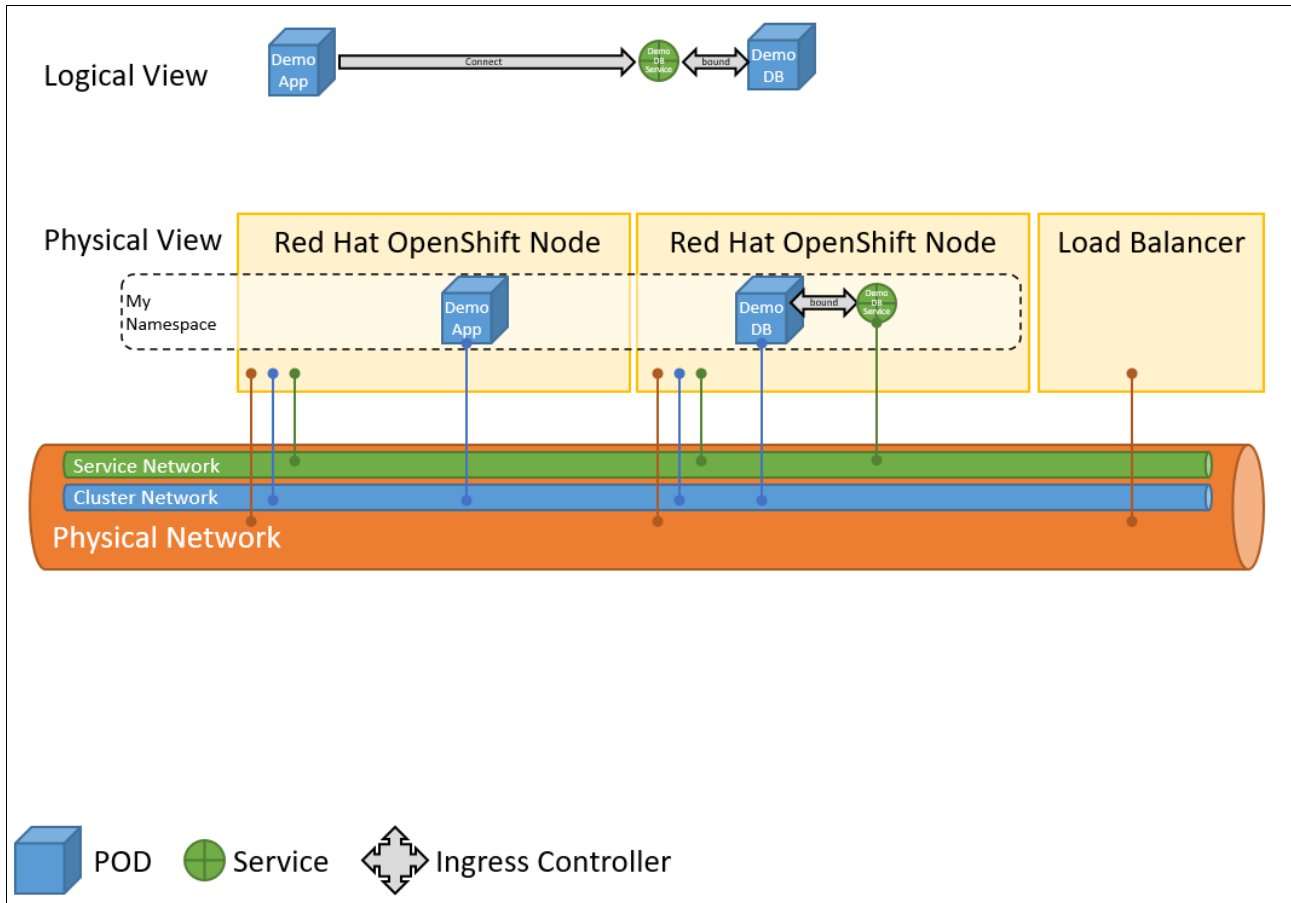 Logical View
Demo
App
Connect
Demo
DB
Service
bound
Demo
DB
Physical View
Red Hat OpenShift Node
Red Hat OpenShift Node
Load Balancer
My
Namespace
Demo
App
Demo
DB
bound
Demo
DB
Service
Service Network
Cluster Network
Physical Network
POD
Service
Ingress Controller